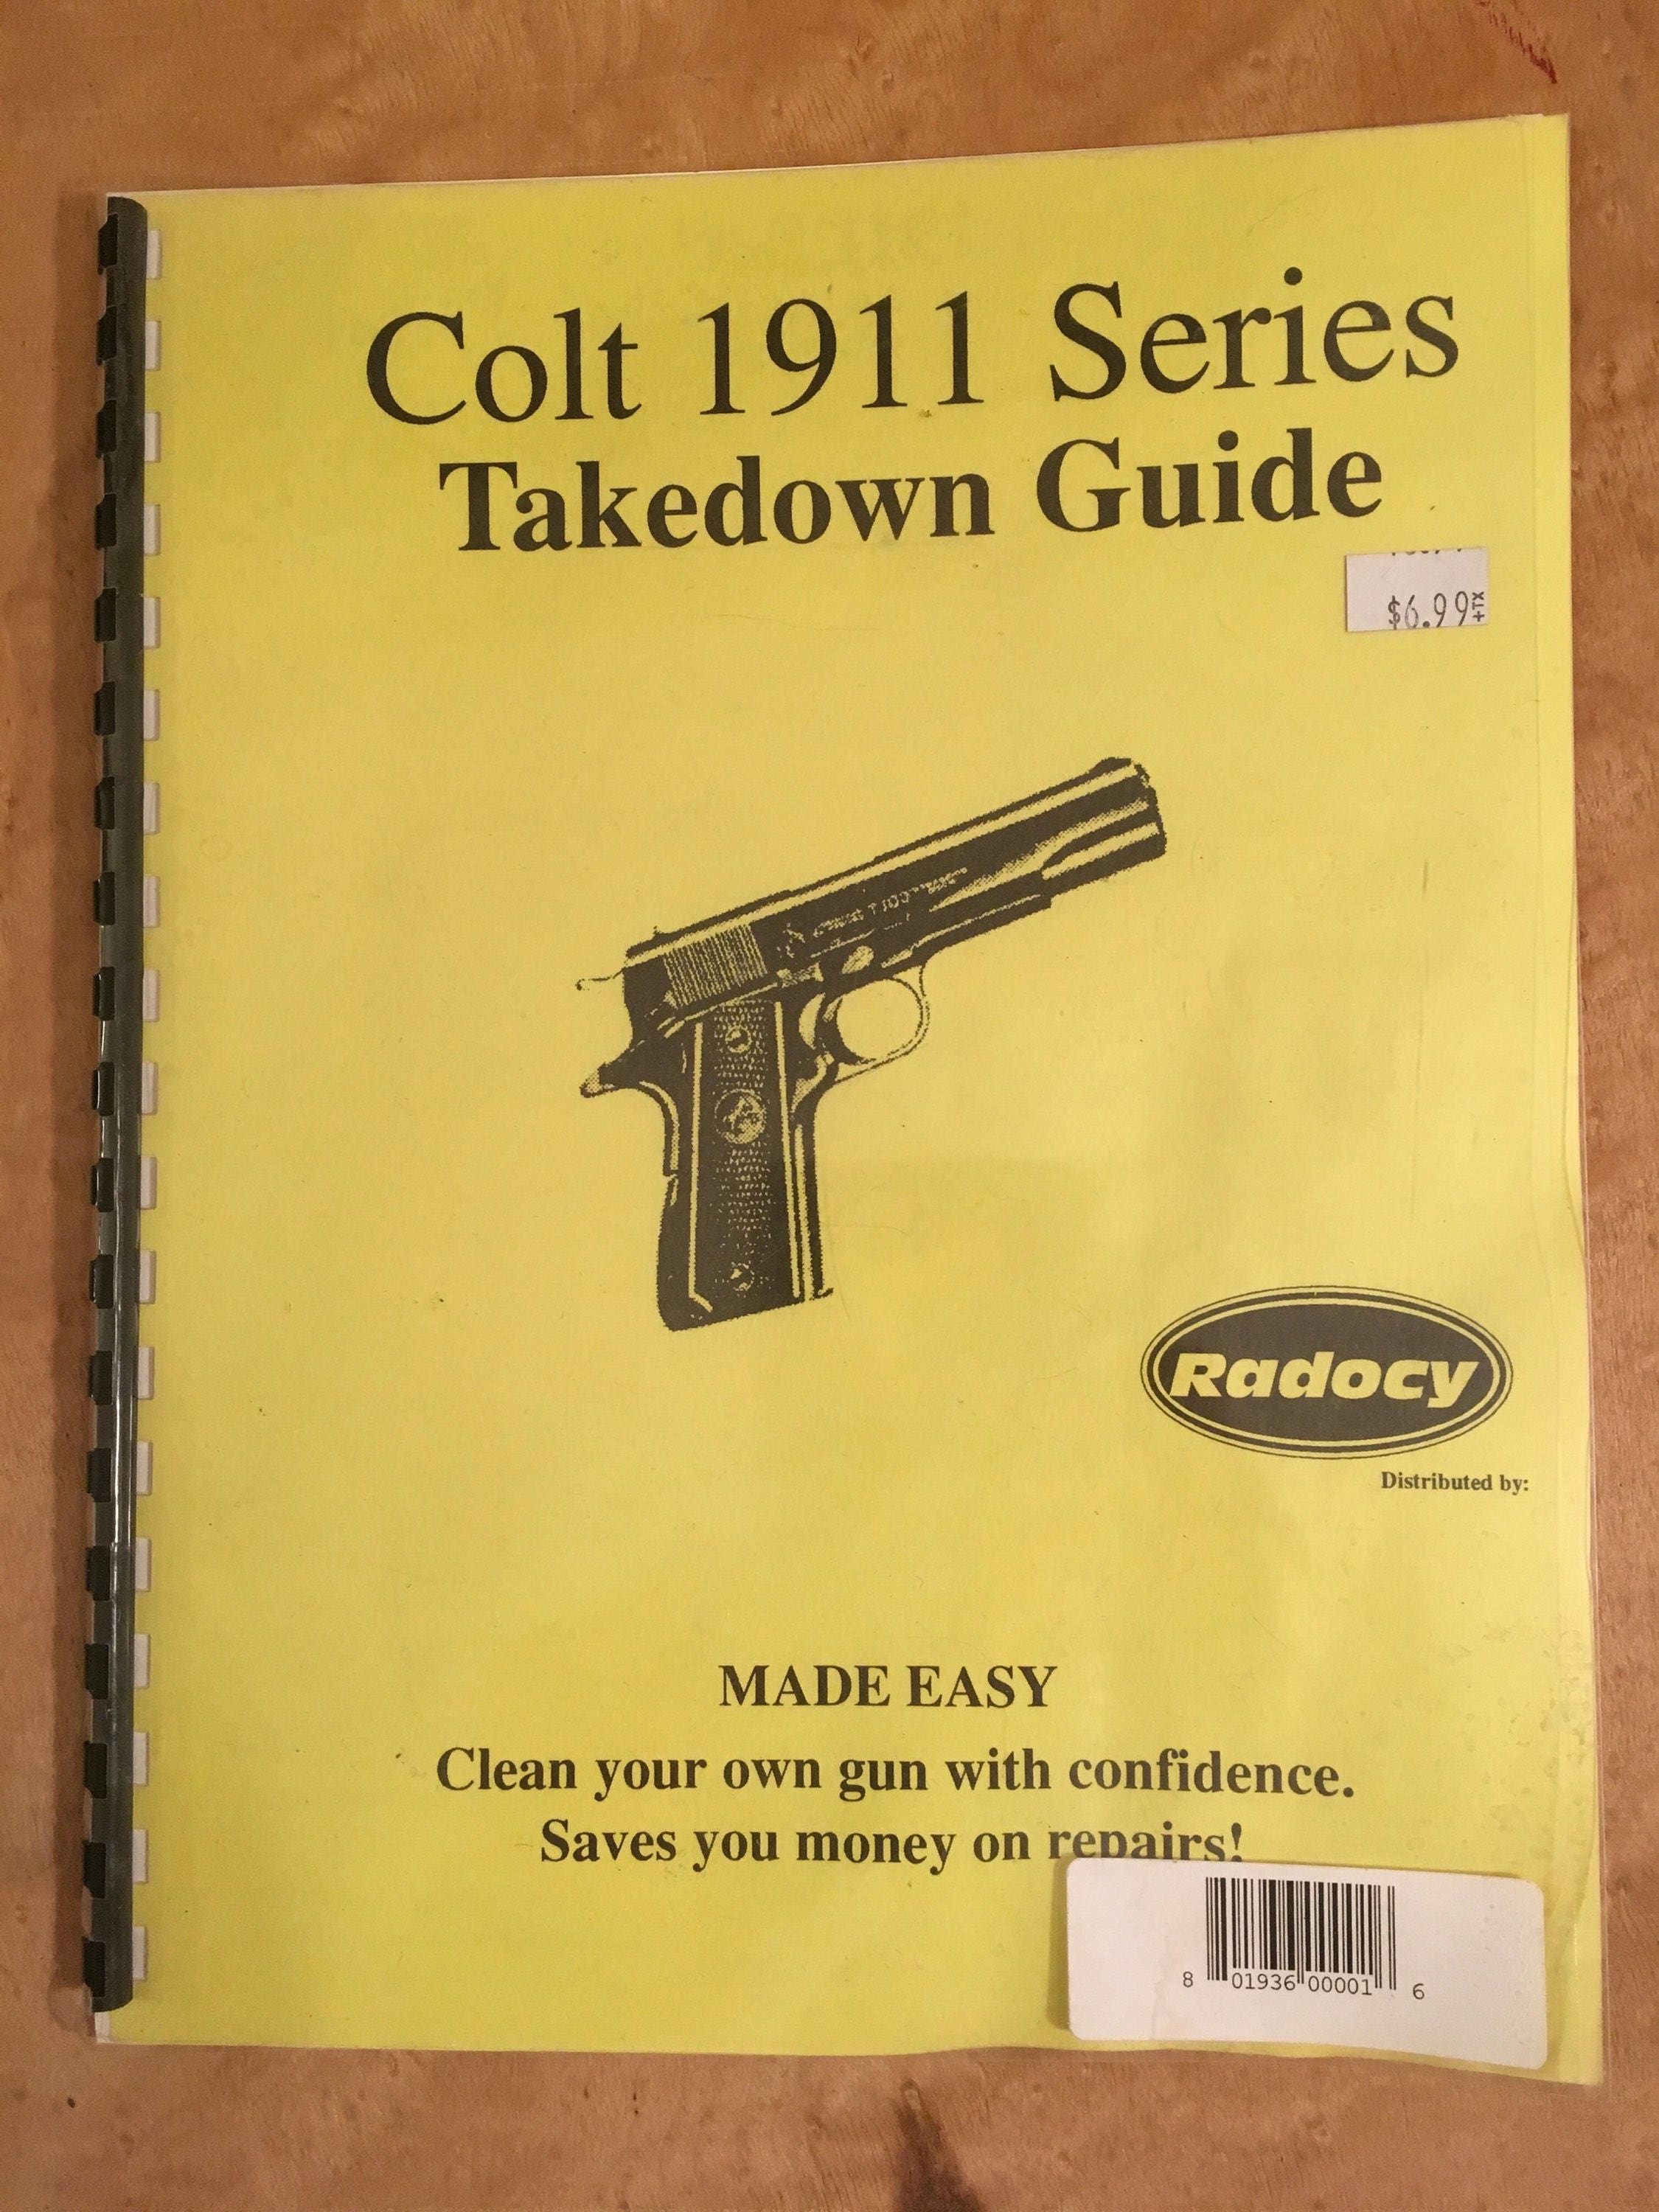 Colt 1911 Series
Takedown Guide
$6.99
+TX
Radocy
Distributed by:
MADE EASY
Clean your own gun with confidence.
Saves you money on repairs!
8 01936 00001 6